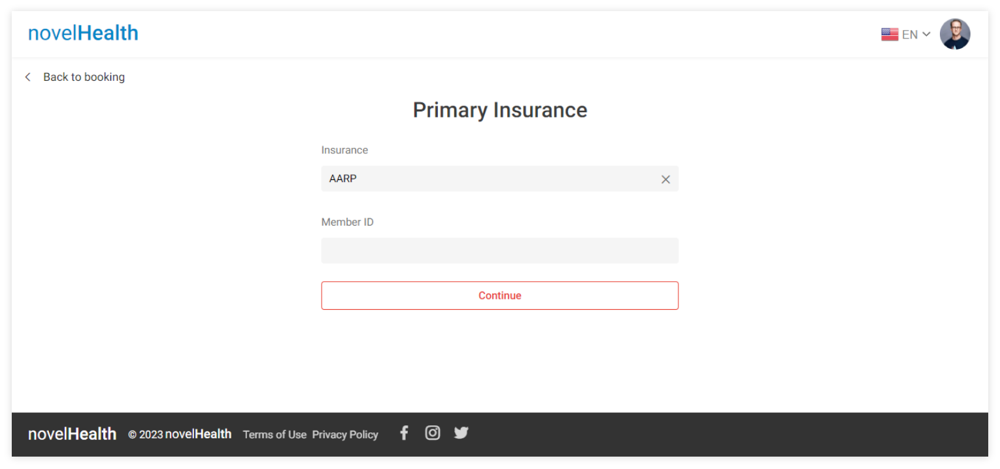 novelHealth
EN
Back to booking
Primary Insurance
Insurance
AARP
Member ID
Continue
novelHealth © 2023 novelHealth Terms of Use Privacy Policy